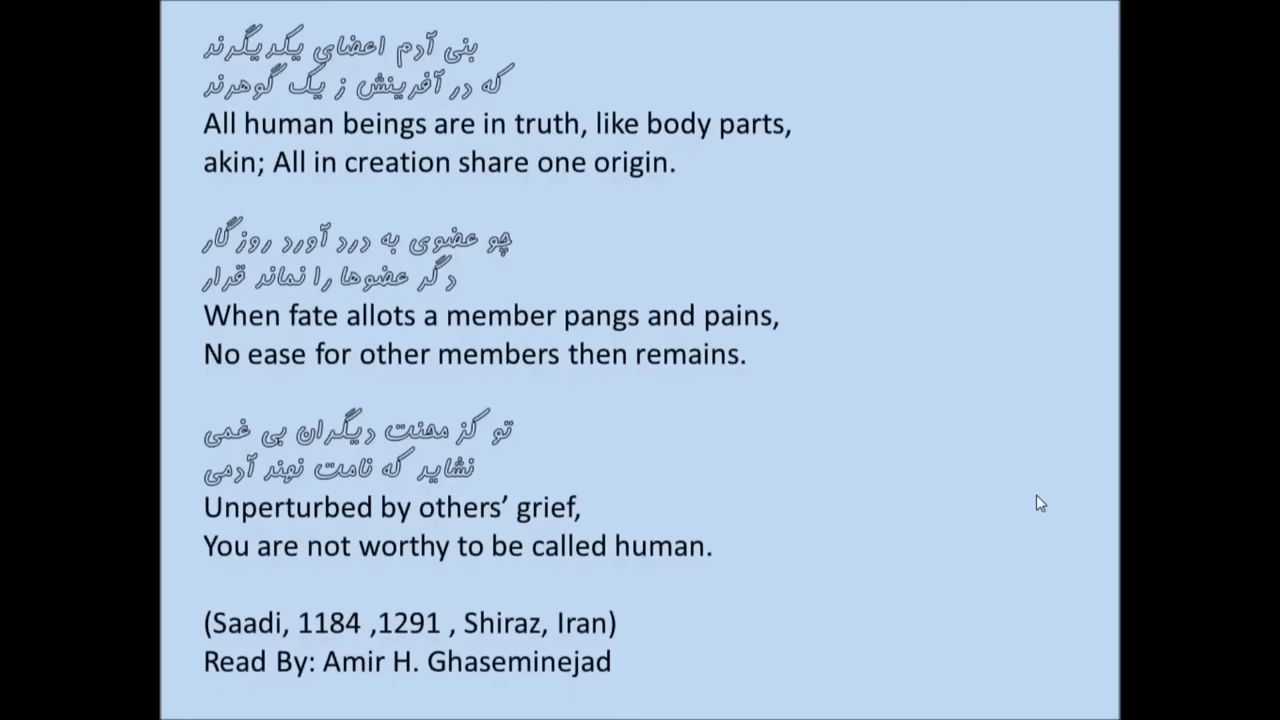 بنی آدم اعضای یکدیگرند
که در آفرینش ز یک گوهرند
All human beings are in truth, like body parts,
akin; All in creation share one origin.
چو عضوی به درد آورد روزگار
دگر عضوها را نماند قرار
When fate allots a member pangs and pains,
No ease for other members then remains.
تو کز محنت دیگران بی غمی
نشاید که نامت نهند آدمی
Unperturbed by others’ grief,
You are not worthy to be called human.
(Saadi, 1184 ,1291 , Shiraz, Iran)
Read By: Amir H. Ghaseminejad